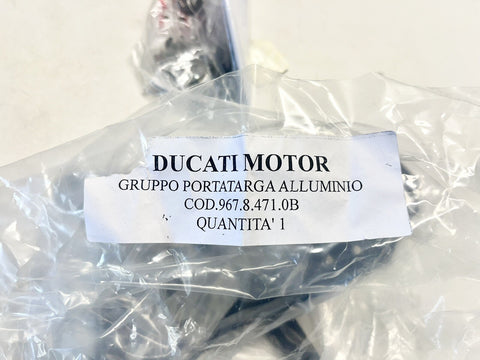 DUCATI MOTOR
GRUPPO PORTATARGA ALLUMINIO
COD.967.8.471.0B
QUANTITA' 1